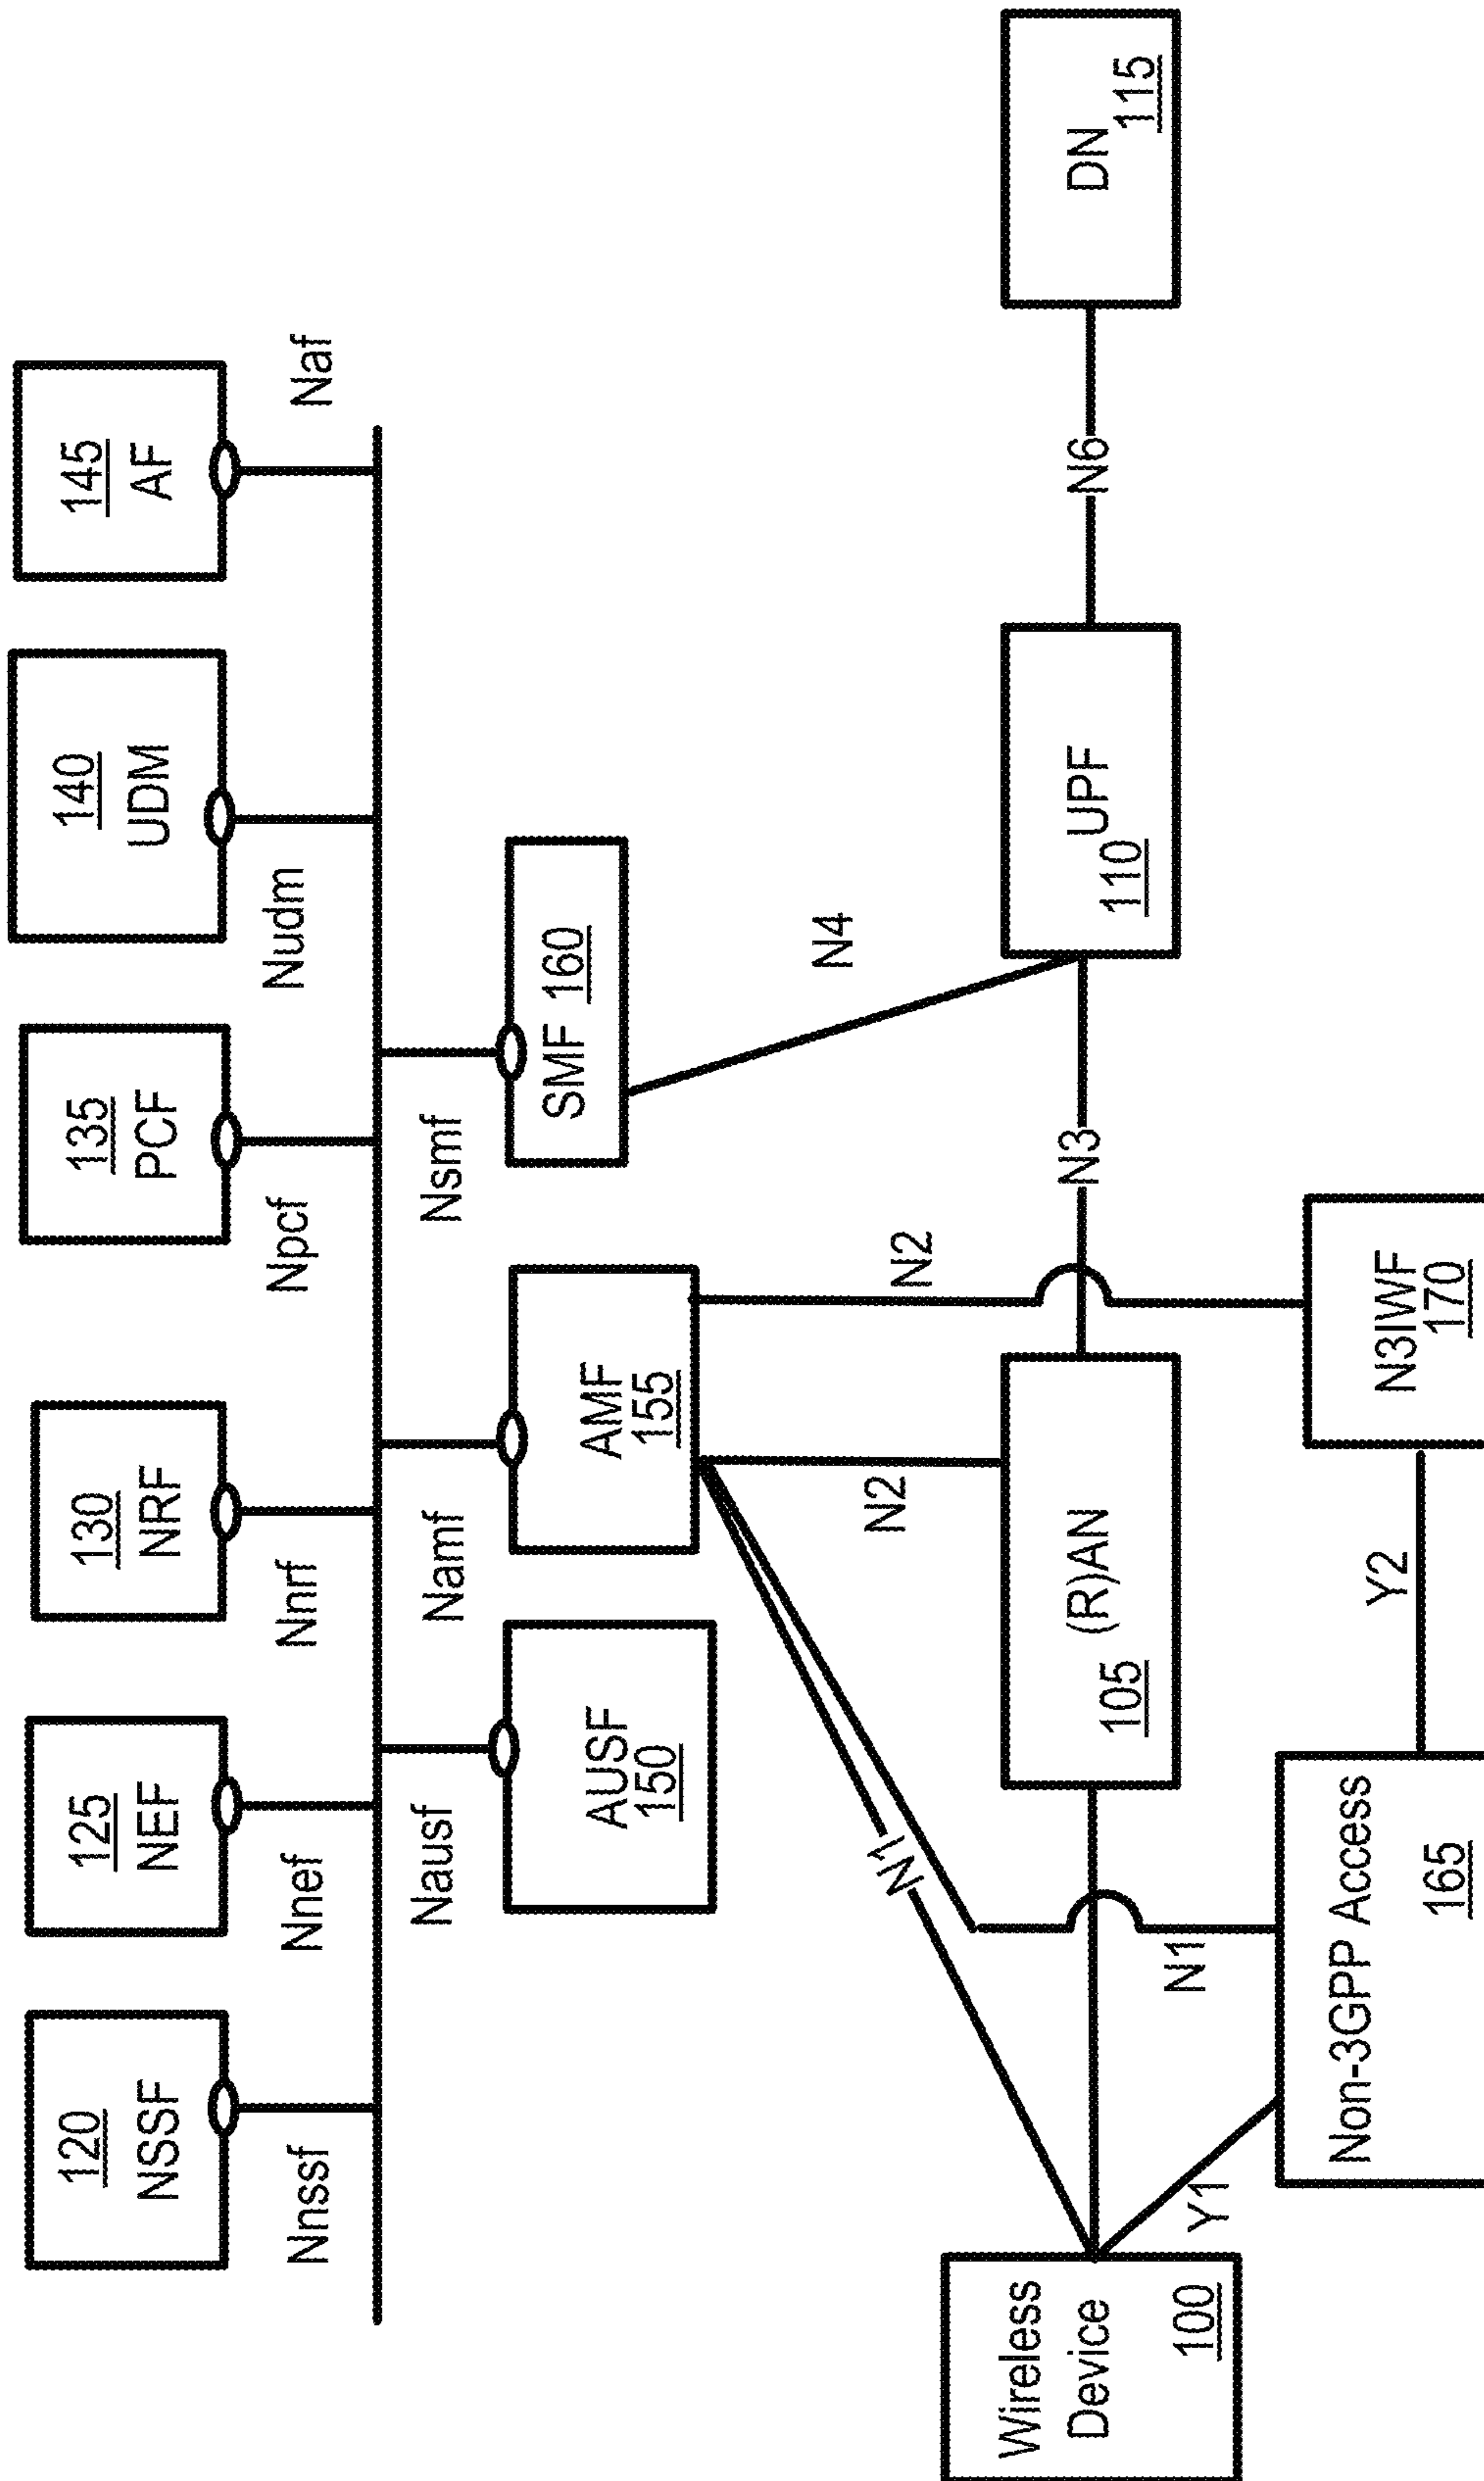 120
NSSF
125
NEF
130
NRF
135
PCF
140
UDM
145
AF
Nnssf
Nnef
Nnrf
Npcf
Nudm
Naf
Nausf
Namf
Nsmf
AUSF
150
AMF
155
SMF 160
N1
N2
N2
N4
Wireless
Device
100
(R)AN
105
N3
UPF
110
N6
DN
115
Y1
N1
Non-3GPP Access
165
Y2
N3IWF
170